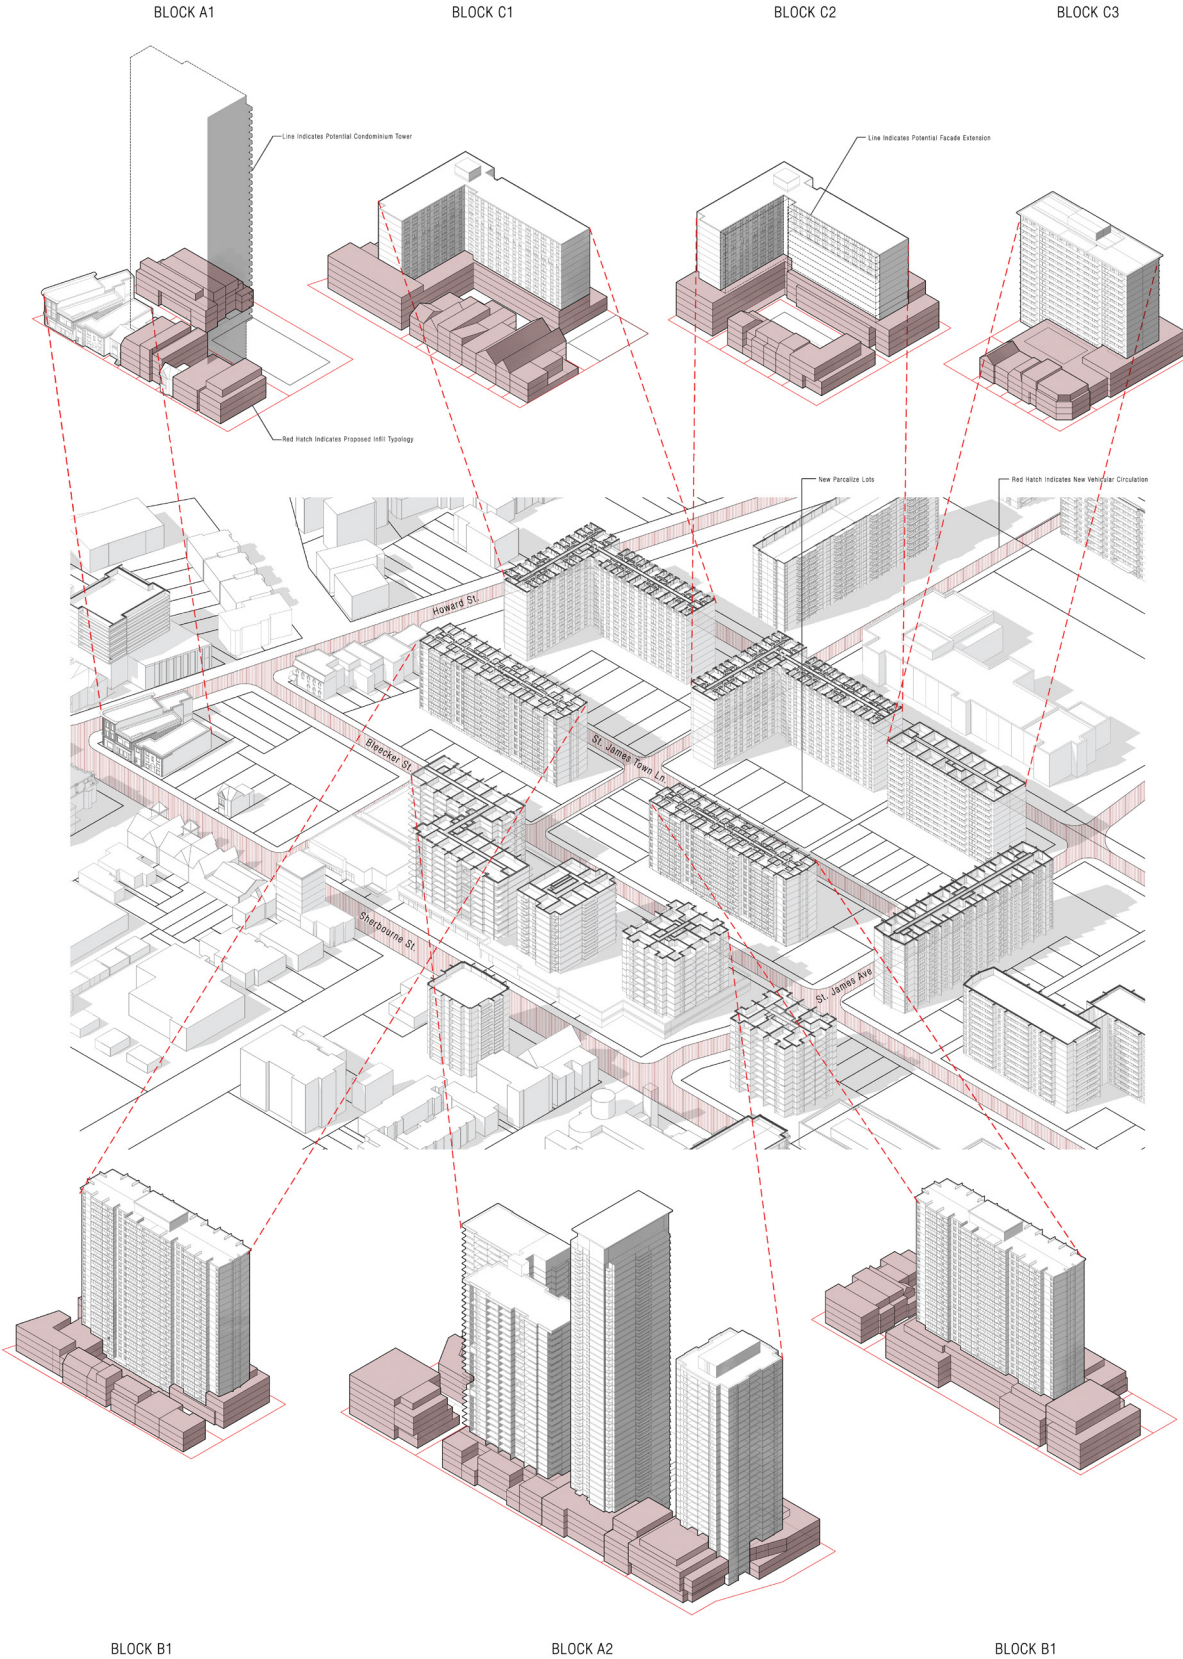 BLOCK A1
BLOCK C1
BLOCK C2
BLOCK C3
Line Indicates Potential Condominium Tower
Line Indicates Potential Facade Extension
Red Hatch Indicates Proposed Infill Typology
New Parcalize Lots
Red Hatch Indicates New Vehicular Circulation
Howard St.
Bleecker St.
St. James Town Ln.
Sherbourne St.
St. James Ave
BLOCK B1
BLOCK A2
BLOCK B1